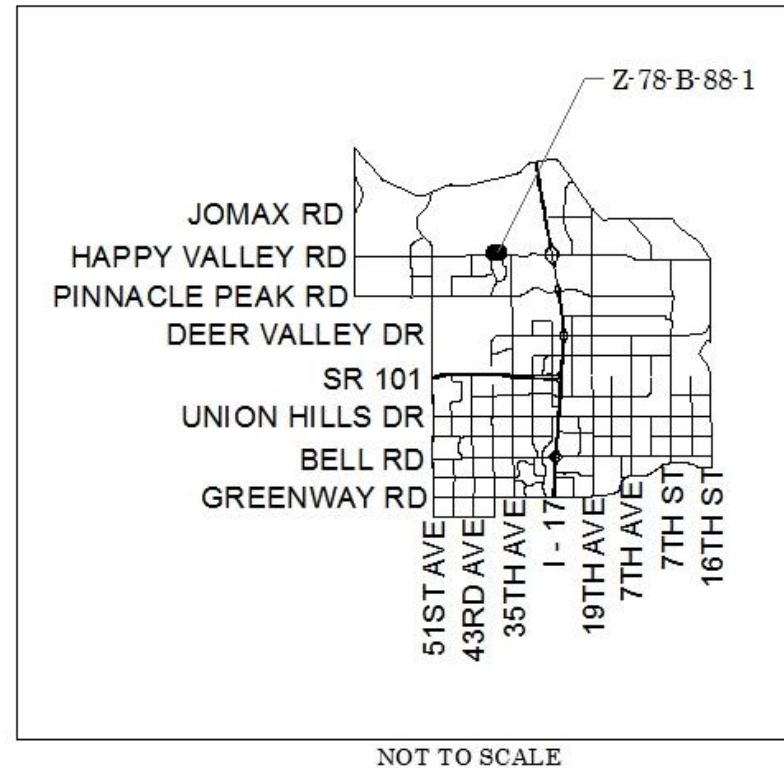 Z-78-B-88-1
JOMAX RD
HAPPY VALLEY RD
PINNACLE PEAK RD
DEER VALLEY DR
SR 101
UNION HILLS DR
BELL RD
GREENWAY RD
51ST AVE
43RD AVE
35TH AVE
I - 17
19TH AVE
7TH AVE
7TH ST
16TH ST
NOT TO SCALE